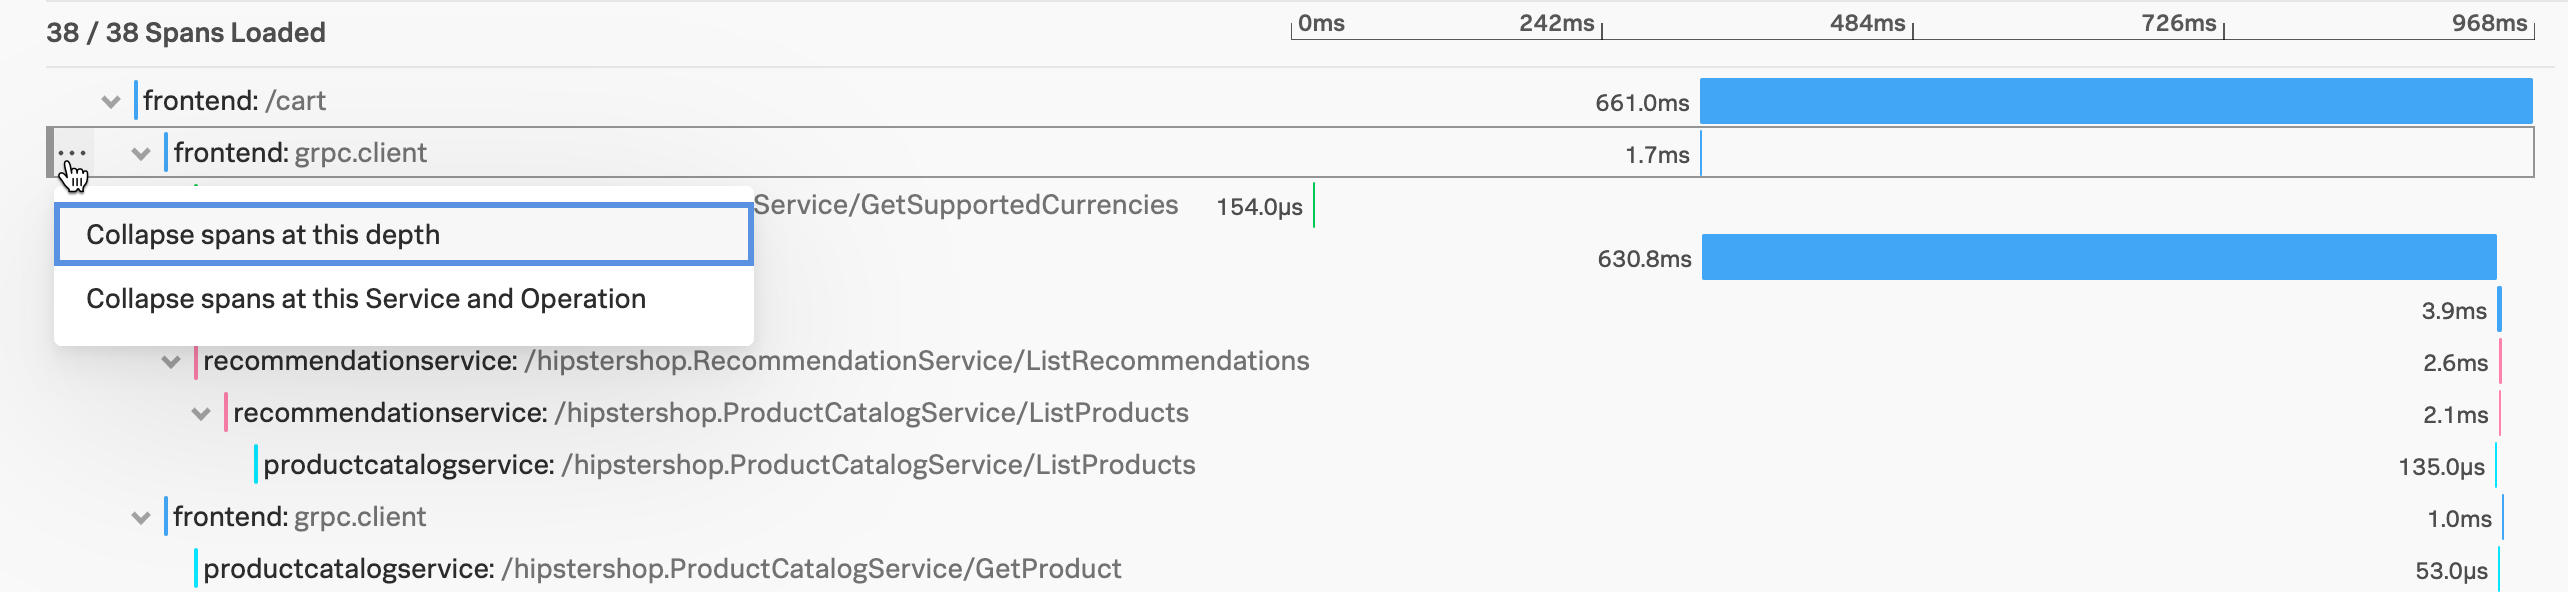 38 / 38 Spans Loaded 0ms 242ms 484ms 726ms 968ms
frontend: /cart 661.0ms
... frontend: grpc.client 1.7ms
Service/GetSupportedCurrencies 154.0µs
Collapse spans at this depth
630.8ms
Collapse spans at this Service and Operation
3.9ms
recommendationservice: /hipstershop.RecommendationService/ListRecommendations 2.6ms
recommendationservice: /hipstershop.ProductCatalogService/ListProducts 2.1ms
productcatalogservice: /hipstershop.ProductCatalogService/ListProducts 135.0µs
frontend: grpc.client 1.0ms
productcatalogservice: /hipstershop.ProductCatalogService/GetProduct 53.0µs